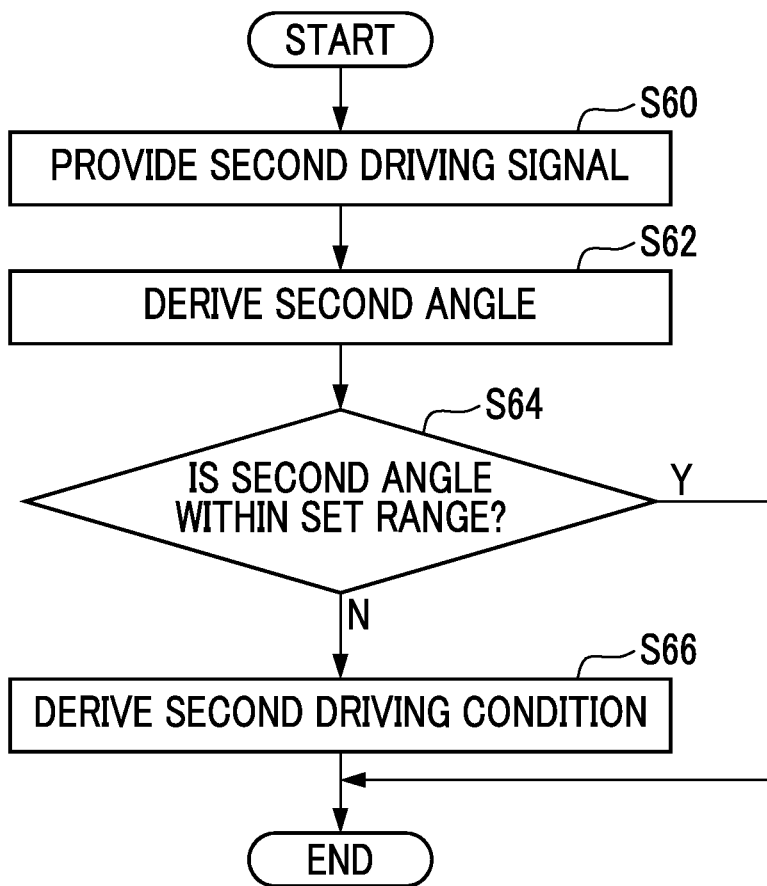 START
S60
PROVIDE SECOND DRIVING SIGNAL
S62
DERIVE SECOND ANGLE
S64
IS SECOND ANGLE
WITHIN SET RANGE?
Y
N
S66
DERIVE SECOND DRIVING CONDITION
END